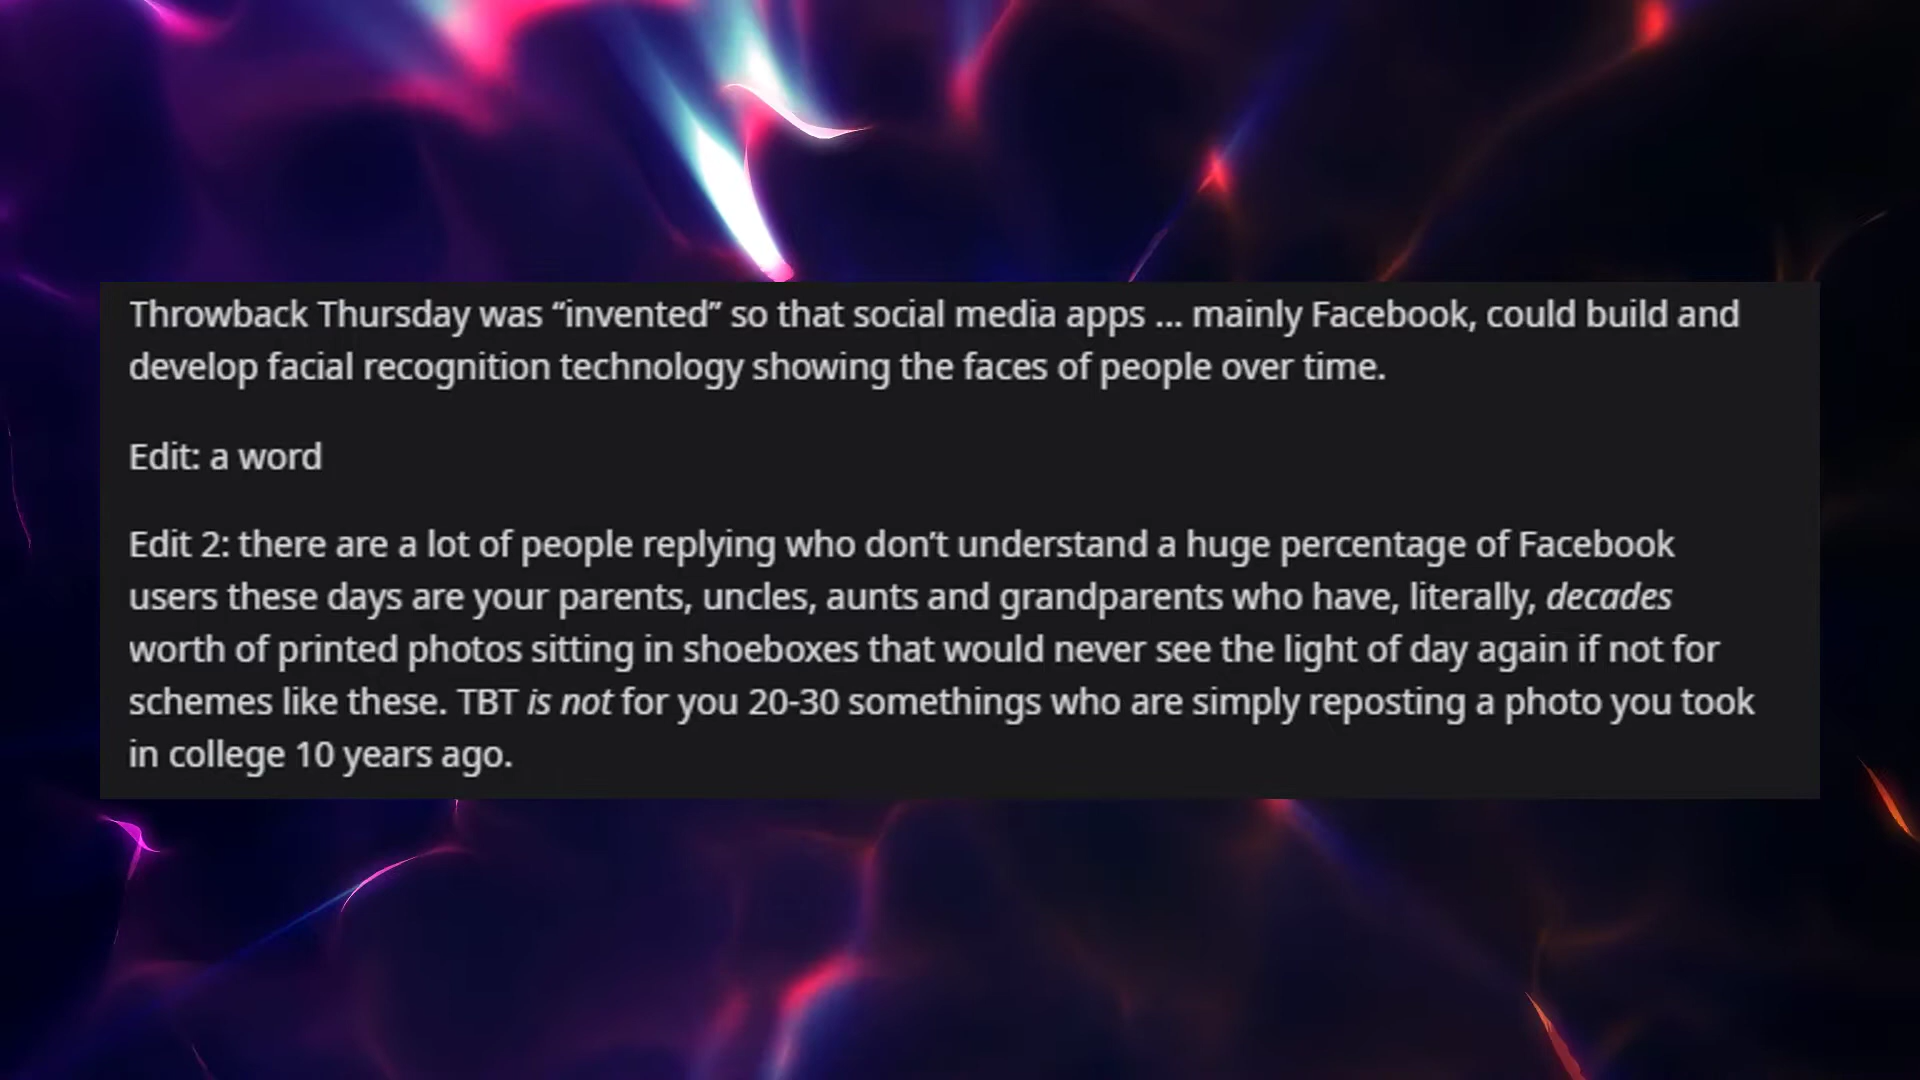 Throwback Thursday was “invented” so that social media apps ... mainly Facebook, could build and
develop facial recognition technology showing the faces of people over time.
Edit: a word
Edit 2: there are a lot of people replying who don’t understand a huge percentage of Facebook
users these days are your parents, uncles, aunts and grandparents who have, literally, decades
worth of printed photos sitting in shoeboxes that would never see the light of day again if not for
schemes like these. TBT is not for you 20-30 somethings who are simply reposting a photo you took
in college 10 years ago.